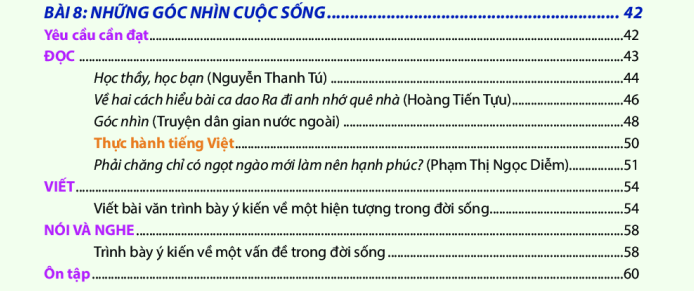 BÀI 8: NHỮNG GÓC NHÌN CUỘC SỐNG ........ 42
Yêu cầu cần đạt ........ 42
ĐỌC ........ 43
Học thầy, học bạn (Nguyễn Thanh Tú) ........ 44
Về hai cách hiểu bài ca dao Ra đi anh nhớ quê nhà (Hoàng Tiến Tựu) ........ 46
Góc nhìn (Truyện dân gian nước ngoài) ........ 48
Thực hành tiếng Việt ........ 50
Phải chăng chỉ có ngọt ngào mới làm nên hạnh phúc? (Phạm Thị Ngọc Diễm) ........ 51
VIẾT ........ 54
Viết bài văn trình bày ý kiến về một hiện tượng trong đời sống ........ 54
NÓI VÀ NGHE ........ 58
Trình bày ý kiến về một vấn đề trong đời sống ........ 58
Ôn tập ........ 60